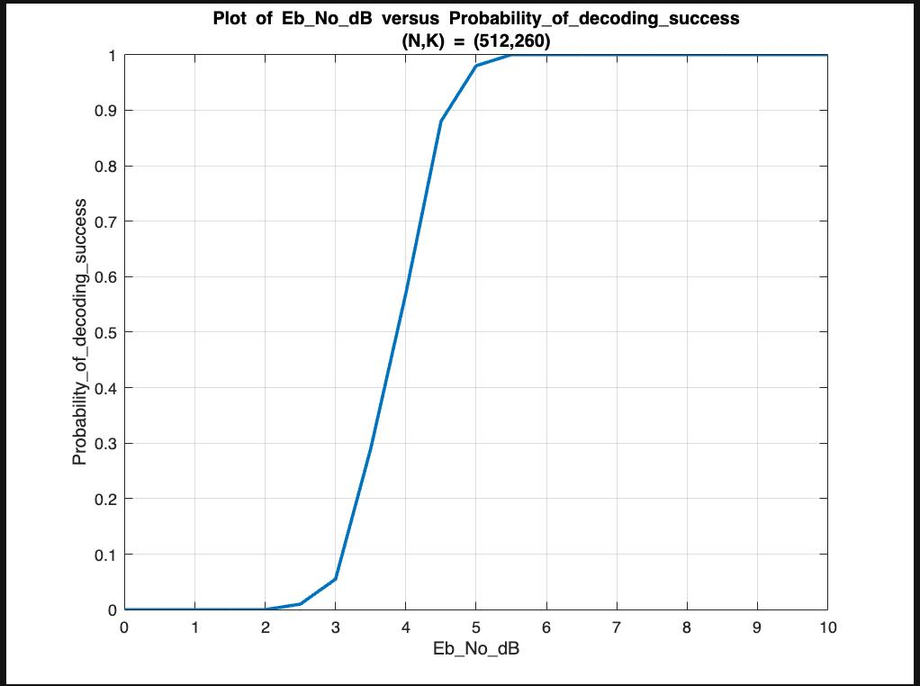 Plot of Eb_No_dB versus Probability_of_decoding_success
(N,K) = (512,260)
Probability_of_decoding_success
1
0.9
0.8
0.7
0.6
0.5
0.4
0.3
0.2
0.1
0
0 1 2 3 4 5 6 7 8 9 10
Eb_No_dB